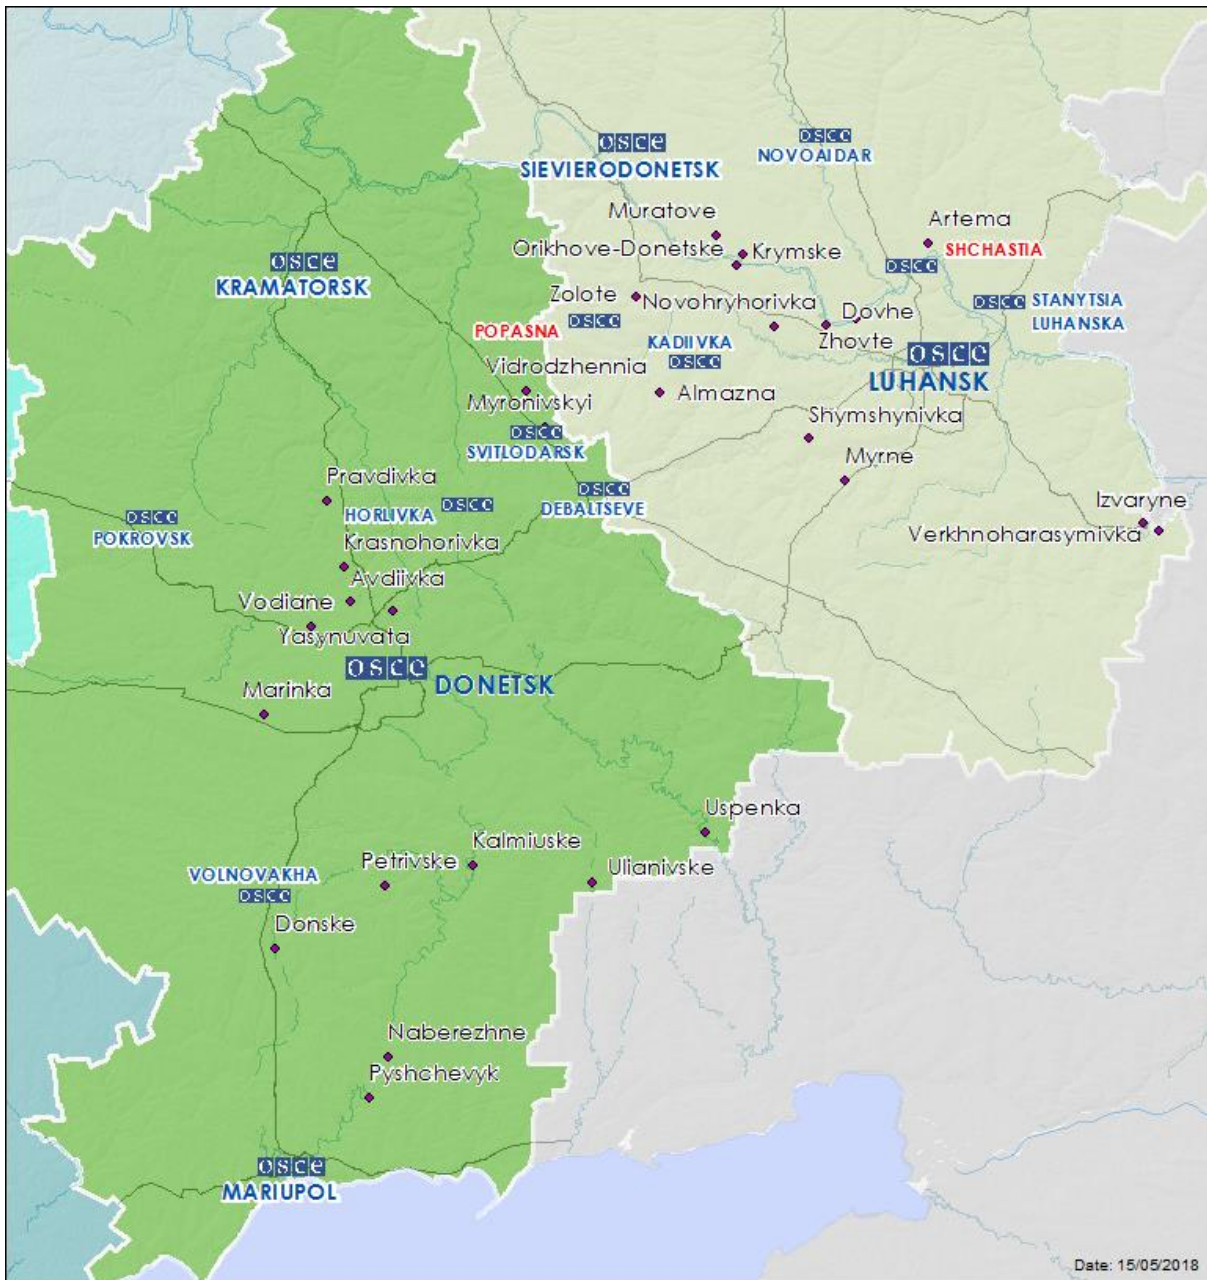 osce
SIEVIERODONETSK
osce
NOVOAIDAR
Muratove
Artema
Orikhove-Donetske
Krymske
SHCHASTIA
osce
osce
KRAMATORSK
Zolote
Novohryhorivka
Dovhe
Zhovte
osce
STANYTSIA
LUHANSKA
osce
POPASNA
KADIIVKA
osce
osce
LUHANSK
Vidrodzhennia
Almazna
Myronivskyi
Shymshynivka
osce
SVITLODARSK
Myrne
Pravdivka
osce
DEBALTSEVE
HORLIVKA
osce
Izvaryne
osce
POKROVSK
Verkhnoharasymivka
Krasnohorivka
Avdiivka
Vodiane
Yasynuvata
osce
DONETSK
Marinka
Uspenka
Kalmiuske
Petrivske
Ulianivske
VOLNOVAKHA
osce
Donske
Naberezhne
Pyshchevyk
osce
MARIUPOL
Date: 15/05/2018